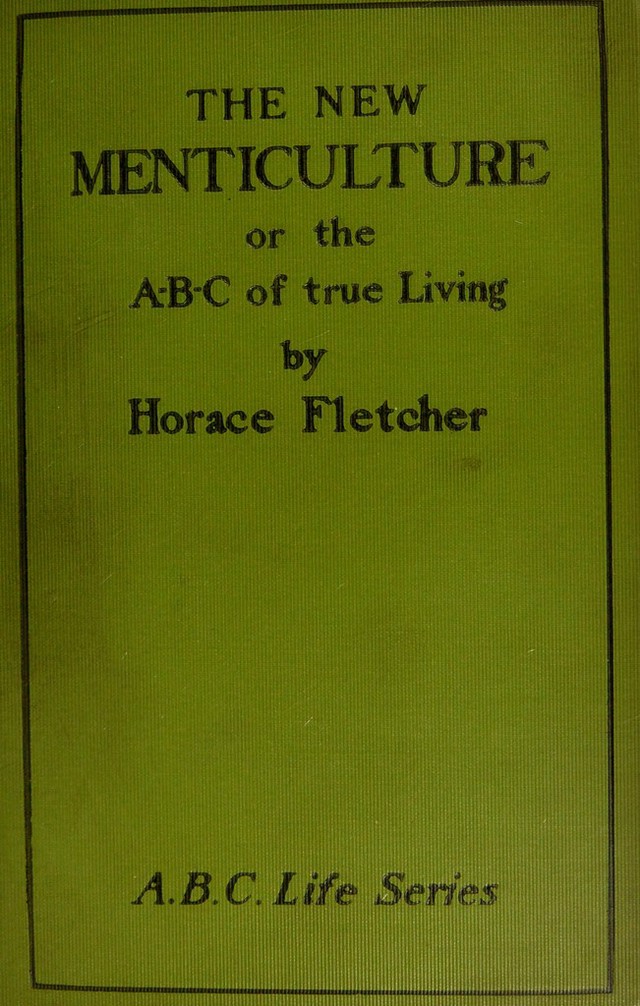 THE NEW
MENTICULTURE
or the
A-B-C of true Living
by
Horace Fletcher
A.B.C. Life Series